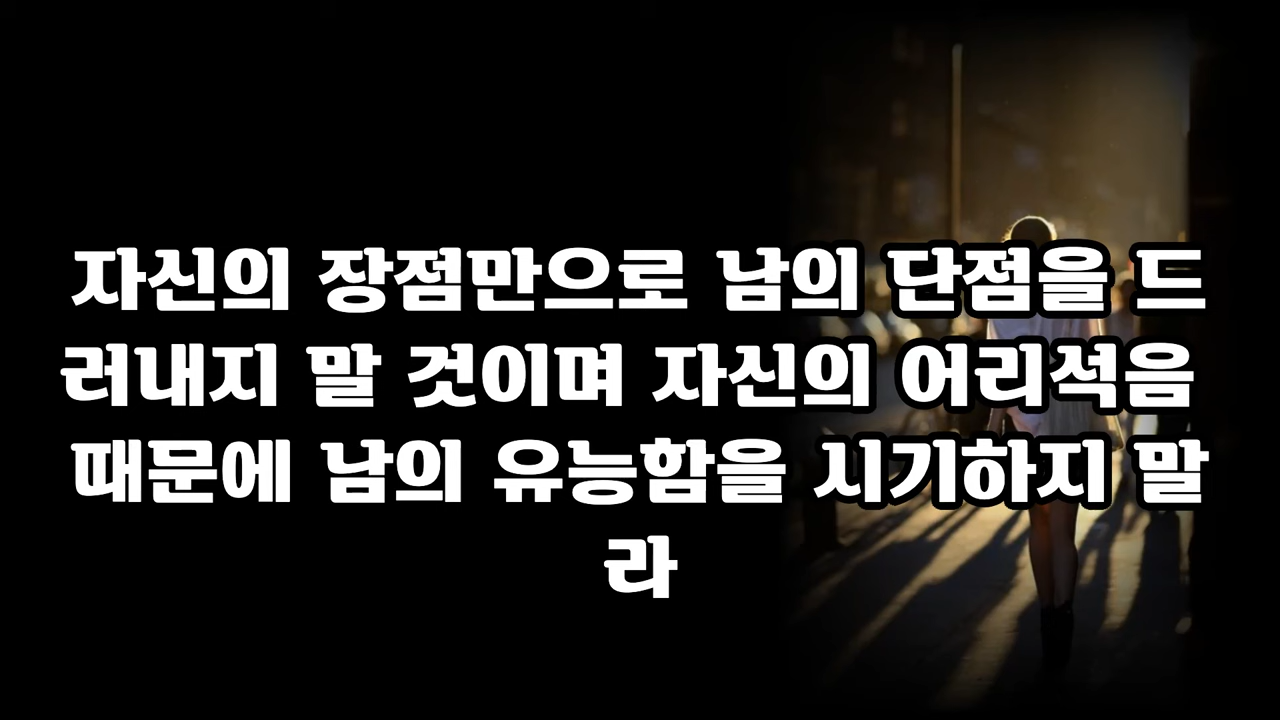 자신의 장점만으로 남의 단점을 드
러내지 말 것이며 자신의 어리석음
때문에 남의 유능함을 시기하지 말
라